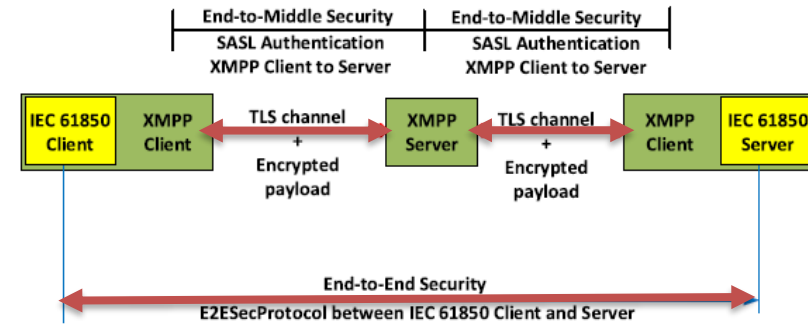 End-to-Middle Security
SASL Authentication
XMPP Client to Server
End-to-Middle Security
SASL Authentication
XMPP Client to Server
IEC 61850
Client
XMPP
Client
TLS channel
+
Encrypted
payload
XMPP
Server
TLS channel
+
Encrypted
payload
XMPP
Client
IEC 61850
Server
End-to-End Security
E2ESecProtocol between IEC 61850 Client and Server